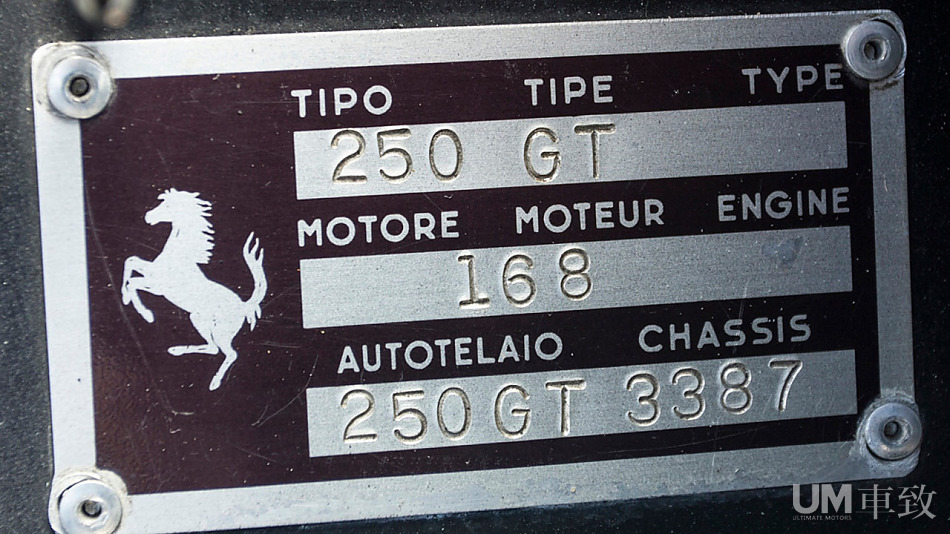 TIPO TIPE TYPE
250 GT
MOTORE MOTEUR ENGINE
168
AUTOTELAIO CHASSIS
250GT 3387
UM車致
ULTIMATE MOTORS